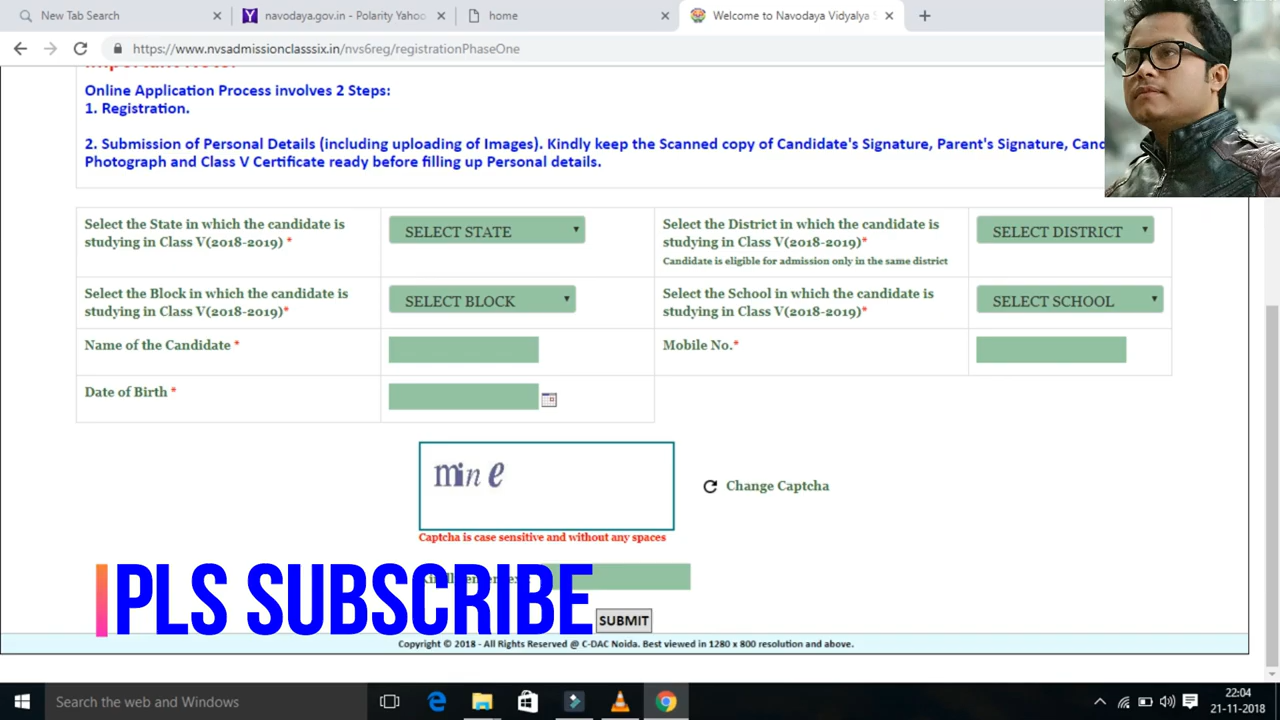 New Tab Search
navodaya.gov.in - Polarity Yahoo
home
Welcome to Navodaya Vidyalya
https://www.nvsadmissionclasssix.in/nvs6reg/registrationPhaseOne
Important Note:
Online Application Process involves 2 Steps:
1. Registration.
2. Submission of Personal Details (including uploading of Images). Kindly keep the Scanned copy of Candidate's Signature, Parent's Signature,
Photograph and Class V Certificate ready before filling up Personal details.
Select the State in which the candidate is
studying in Class V(2018-2019) *
SELECT STATE
Select the District in which the candidate is
studying in Class V(2018-2019)*
Candidate is eligible for admission only in the same district
SELECT DISTRICT
Select the Block in which the candidate is
studying in Class V(2018-2019)*
SELECT BLOCK
Select the School in which the candidate is
studying in Class V(2018-2019)*
SELECT SCHOOL
Name of the Candidate *
Mobile No.*
Date of Birth *
min e
Change Captcha
Captcha is case sensitive and without any spaces
PLS SUBSCRIBE
SUBMIT
Copyright © 2018 - All Rights Reserved @ C-DAC Noida. Best viewed in 1280 x 800 resolution and above.
Search the web and Windows
22:04
21-11-2018